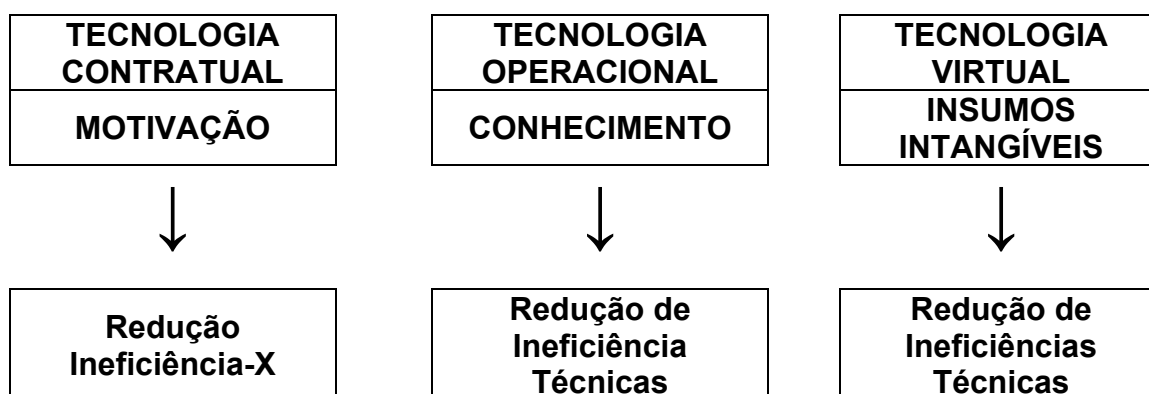 TECNOLOGIA
CONTRATUAL
MOTIVAÇÃO
Redução
Ineficiência-X
TECNOLOGIA
OPERACIONAL
CONHECIMENTO
Redução de
Ineficiência
Técnicas
TECNOLOGIA
VIRTUAL
INSUMOS
INTANGÍVEIS
Redução de
Ineficiências
Técnicas